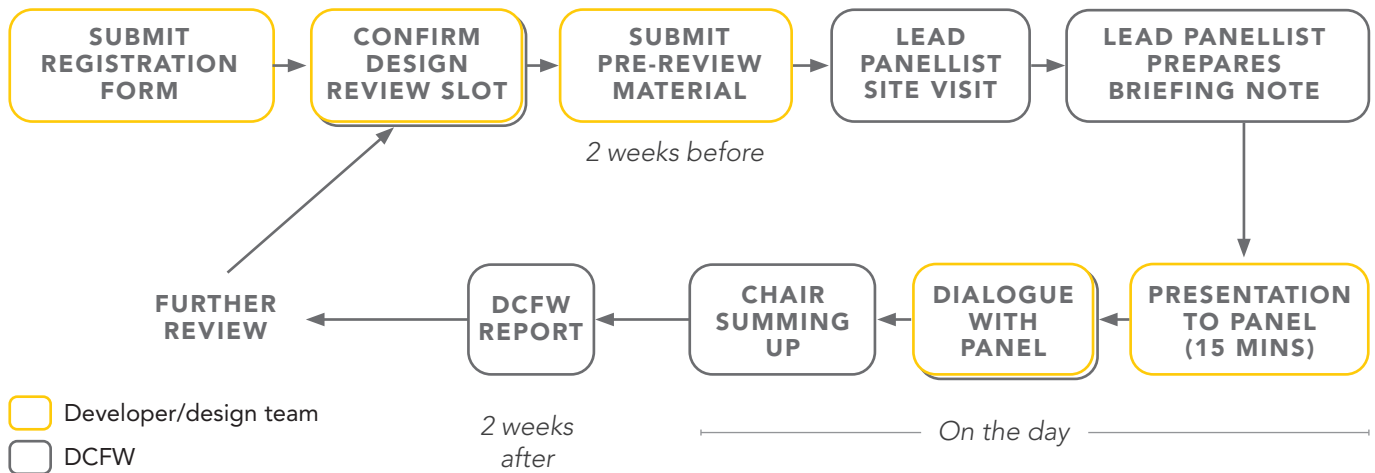 SUBMIT
REGISTRATION
FORM
CONFIRM
DESIGN
REVIEW SLOT
SUBMIT
PRE-REVIEW
MATERIAL
LEAD
PANELLIST
SITE VISIT
LEAD PANELLIST
PREPARES
BRIEFING NOTE
2 weeks before
FURTHER
REVIEW
DCFW
REPORT
CHAIR
SUMMING
UP
DIALOGUE
WITH
PANEL
PRESENTATION
TO PANEL
(15 MINS)
Developer/design team
DCFW
2 weeks
after
On the day